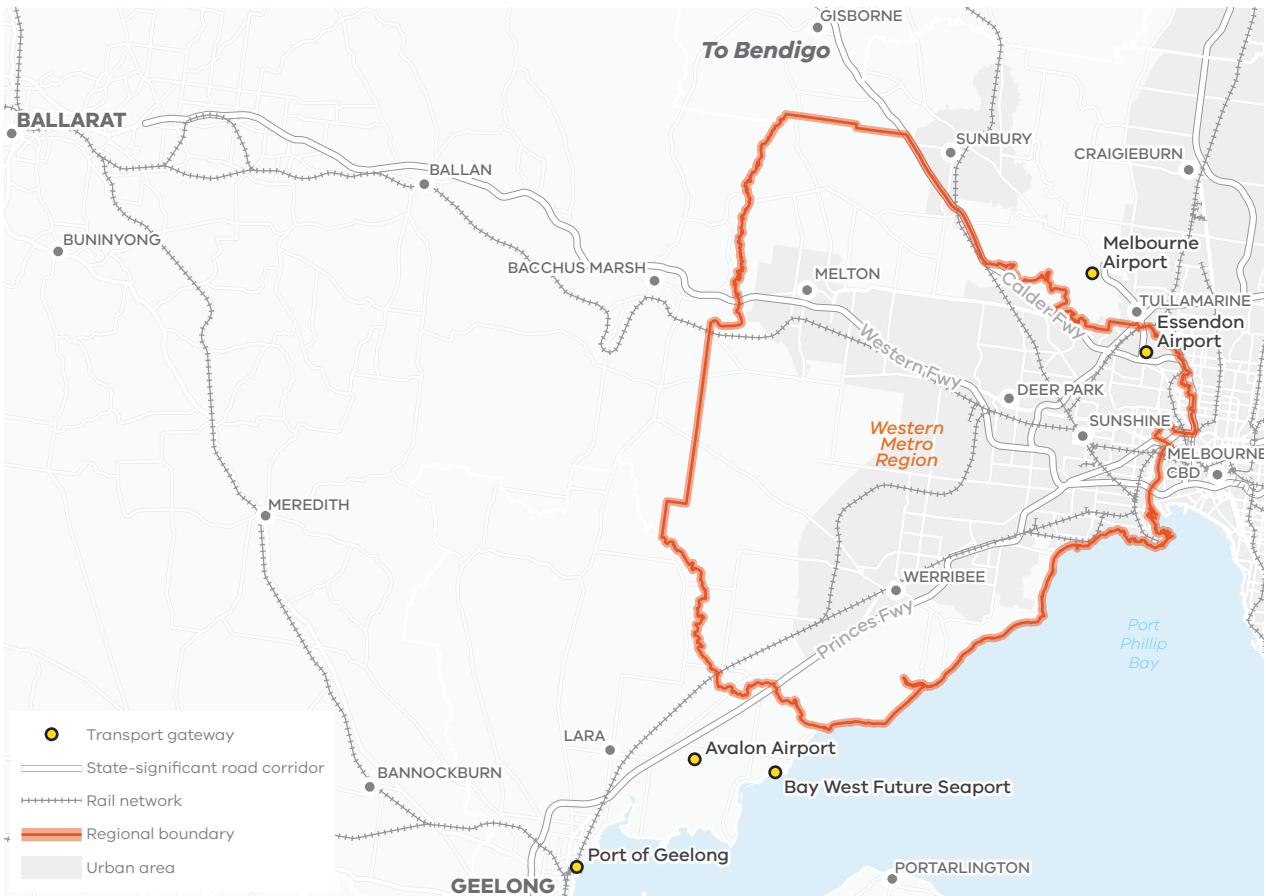 GISBORNE
To Bendigo
BALLARAT
SUNBURY
CRAIGIEBURN
BALLAN
BUNINYONG
Melbourne
Airport
BACCHUS MARSH
MELTON
Calder Fwy
TULLAMARINE
Essendon
Airport
Western Fwy
DEER PARK
SUNSHINE
Western
Metro
Region
MELBOURNE
CBD
MEREDITH
WERRIBEE
Princes Fwy
Port
Phillip
Bay
LARA
Avalon Airport
BANNOCKBURN
Bay West Future Seaport
Port of Geelong
GEELONG
PORTARLINGTON
Transport gateway
State-significant road corridor
Rail network
Regional boundary
Urban area